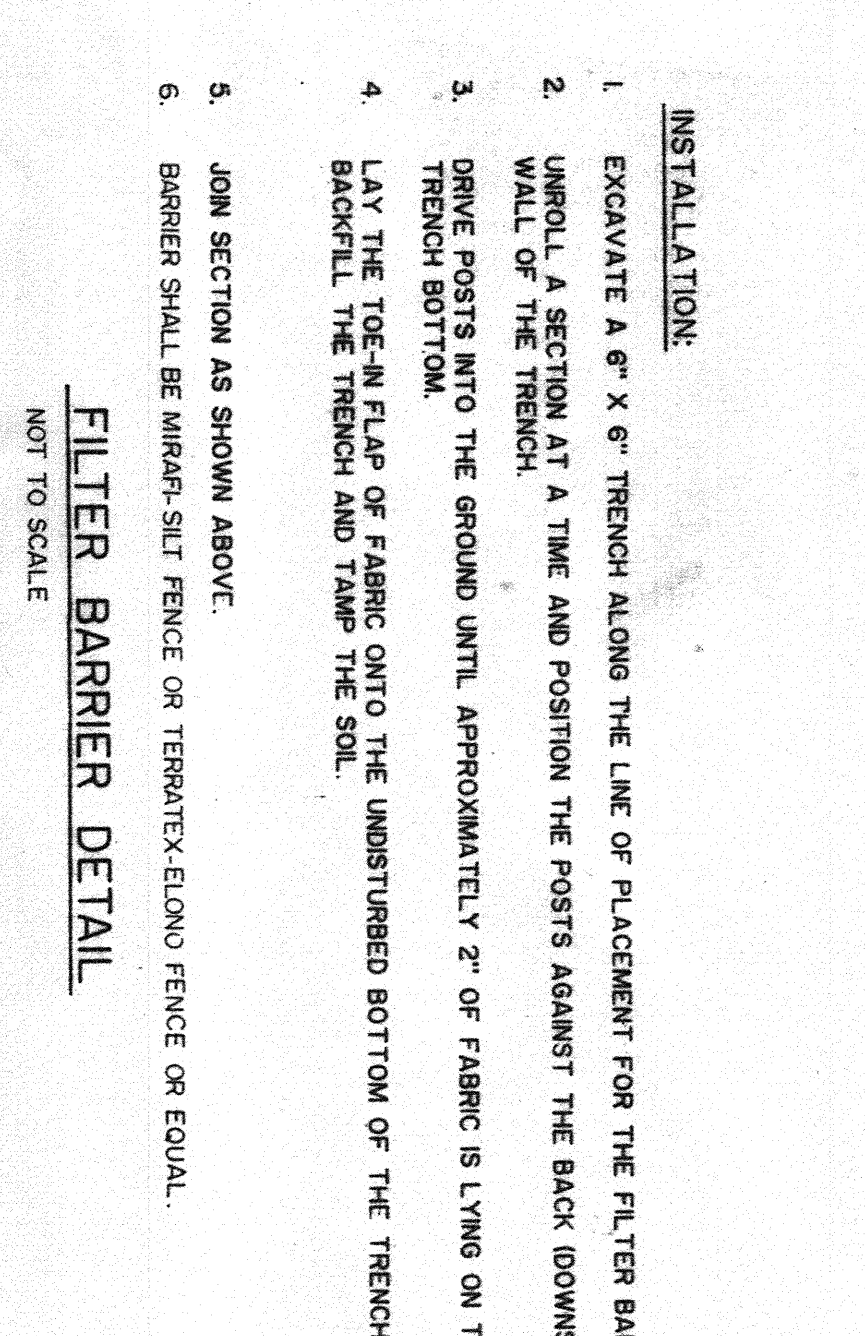 INSTALLATION:
1. EXCAVATE A 6" X 6" TRENCH ALONG THE LINE OF PLACEMENT FOR THE FILTER
2. UNROLL A SECTION AT A TIME AND POSITION THE POSTS AGAINST THE BACK
WALL OF THE TRENCH.
3. DRIVE POSTS INTO THE GROUND UNTIL APPROXIMATELY 2" OF FABRIC IS LYING ON
TRENCH BOTTOM.
4. LAY THE TOE-IN FLAP OF FABRIC ONTO THE UNDISTURBED BOTTOM OF THE TRENCH
BACKFILL THE TRENCH AND TAMP THE SOIL.
5. JOIN SECTION AS SHOWN ABOVE.
6. BARRIER SHALL BE MIRAFI-SILT FENCE OR TERRATEX-ELONO FENCE OR EQUAL.
FILTER BARRIER DETAIL
NOT TO SCALE